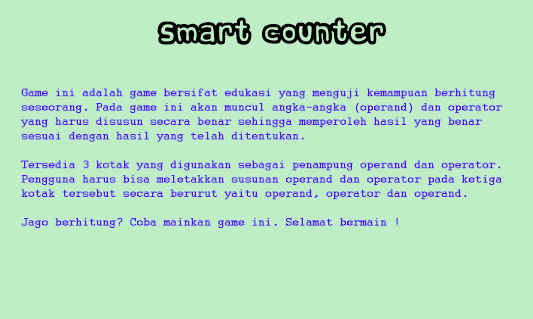 Smart counter
Game ini adalah game bersifat edukasi yang menguji kemampuan berhitung
seseorang. Pada game ini akan muncul angka-angka (operand) dan operator
yang harus disusun secara benar sehingga memperoleh hasil yang benar
sesuai dengan hasil yang telah ditentukan.
Tersedia 3 kotak yang digunakan sebagai penampung operand dan operator.
Pengguna harus bisa meletakkan susunan operand dan operator pada ketiga
kotak tersebut secara berurut yaitu operand, operator dan operand.
Jago berhitung? Coba mainkan game ini. Selamat bermain !